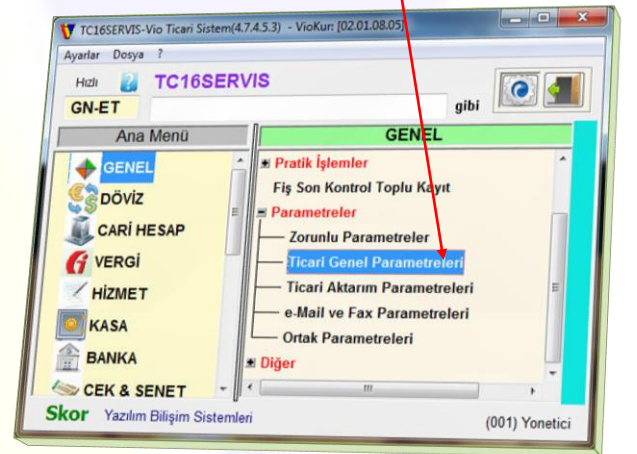 TC16SERVIS-Vio Ticari Sistem(4.7.4.5.3) - VioKur: [02.01.08.05]
Ayarlar Dosya ?
Hızlı TC16SERVIS
GN-ET gibi
Ana Menü
GENEL
DÖVİZ
CARİ HESAP
VERGİ
HİZMET
KASA
BANKA
ÇEK & SENET
GENEL
Pratik İşlemler
Fiş Son Kontrol Toplu Kayıt
Parametreler
Zorunlu Parametreler
Ticari Genel Parametreleri
Ticari Aktarım Parametreleri
e-Mail ve Fax Parametreleri
Ortak Parametreleri
Diğer
Skor Yazılım Bilişim Sistemleri
(001) Yonetici